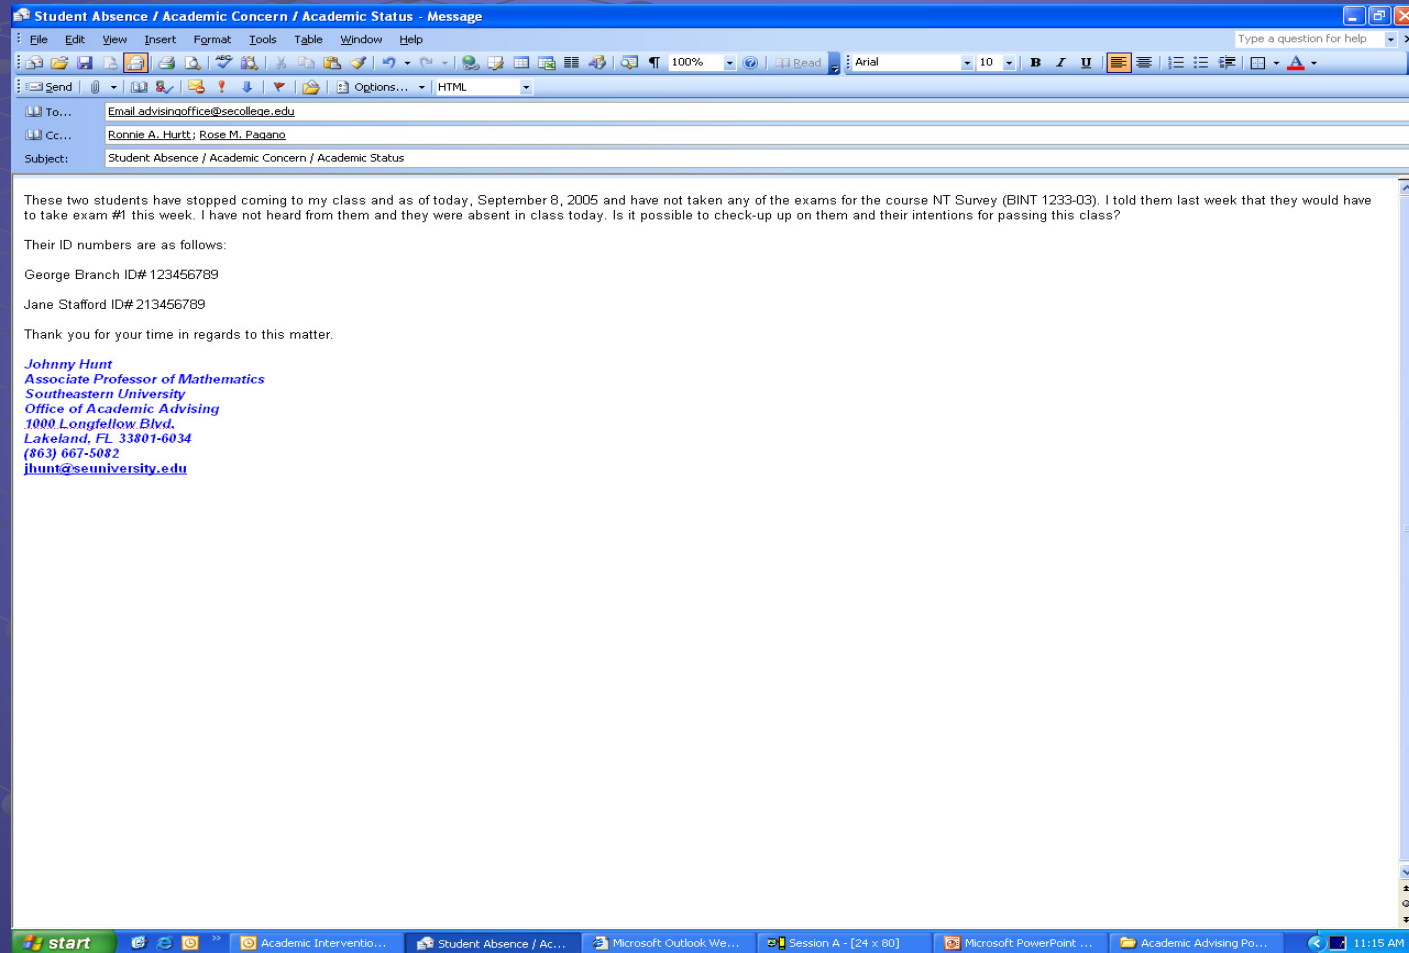 Student Absence / Academic Concern / Academic Status - Message
File Edit View Insert Format Tools Table Window Help Type a question for help
100% Read Arial 10 B I U A
Send Options... HTML
To... Email advisingoffice@secollege.edu
Cc... Ronnie A. Hurtt; Rose M. Pagano
Subject: Student Absence / Academic Concern / Academic Status
These two students have stopped coming to my class and as of today, September 8, 2005 and have not taken any of the exams for the course NT Survey (BINT 1233-03). I told them last week that they would have
to take exam #1 this week. I have not heard from them and they were absent in class today. Is it possible to check-up up on them and their intentions for passing this class?
Their ID numbers are as follows:
George Branch ID# 123456789
Jane Stafford ID# 213456789
Thank you for your time in regards to this matter.
Johnny Hunt
Associate Professor of Mathematics
Southeastern University
Office of Academic Advising
1000 Longfellow Blvd.
Lakeland, FL 33801-6034
(863) 667-5082
jhunt@seuniversity.edu
start Academic Interventio... Student Absence / Ac... Microsoft Outlook We... Session A - [24 x 80] Microsoft PowerPoint ... Academic Advising Po... 11:15 AM